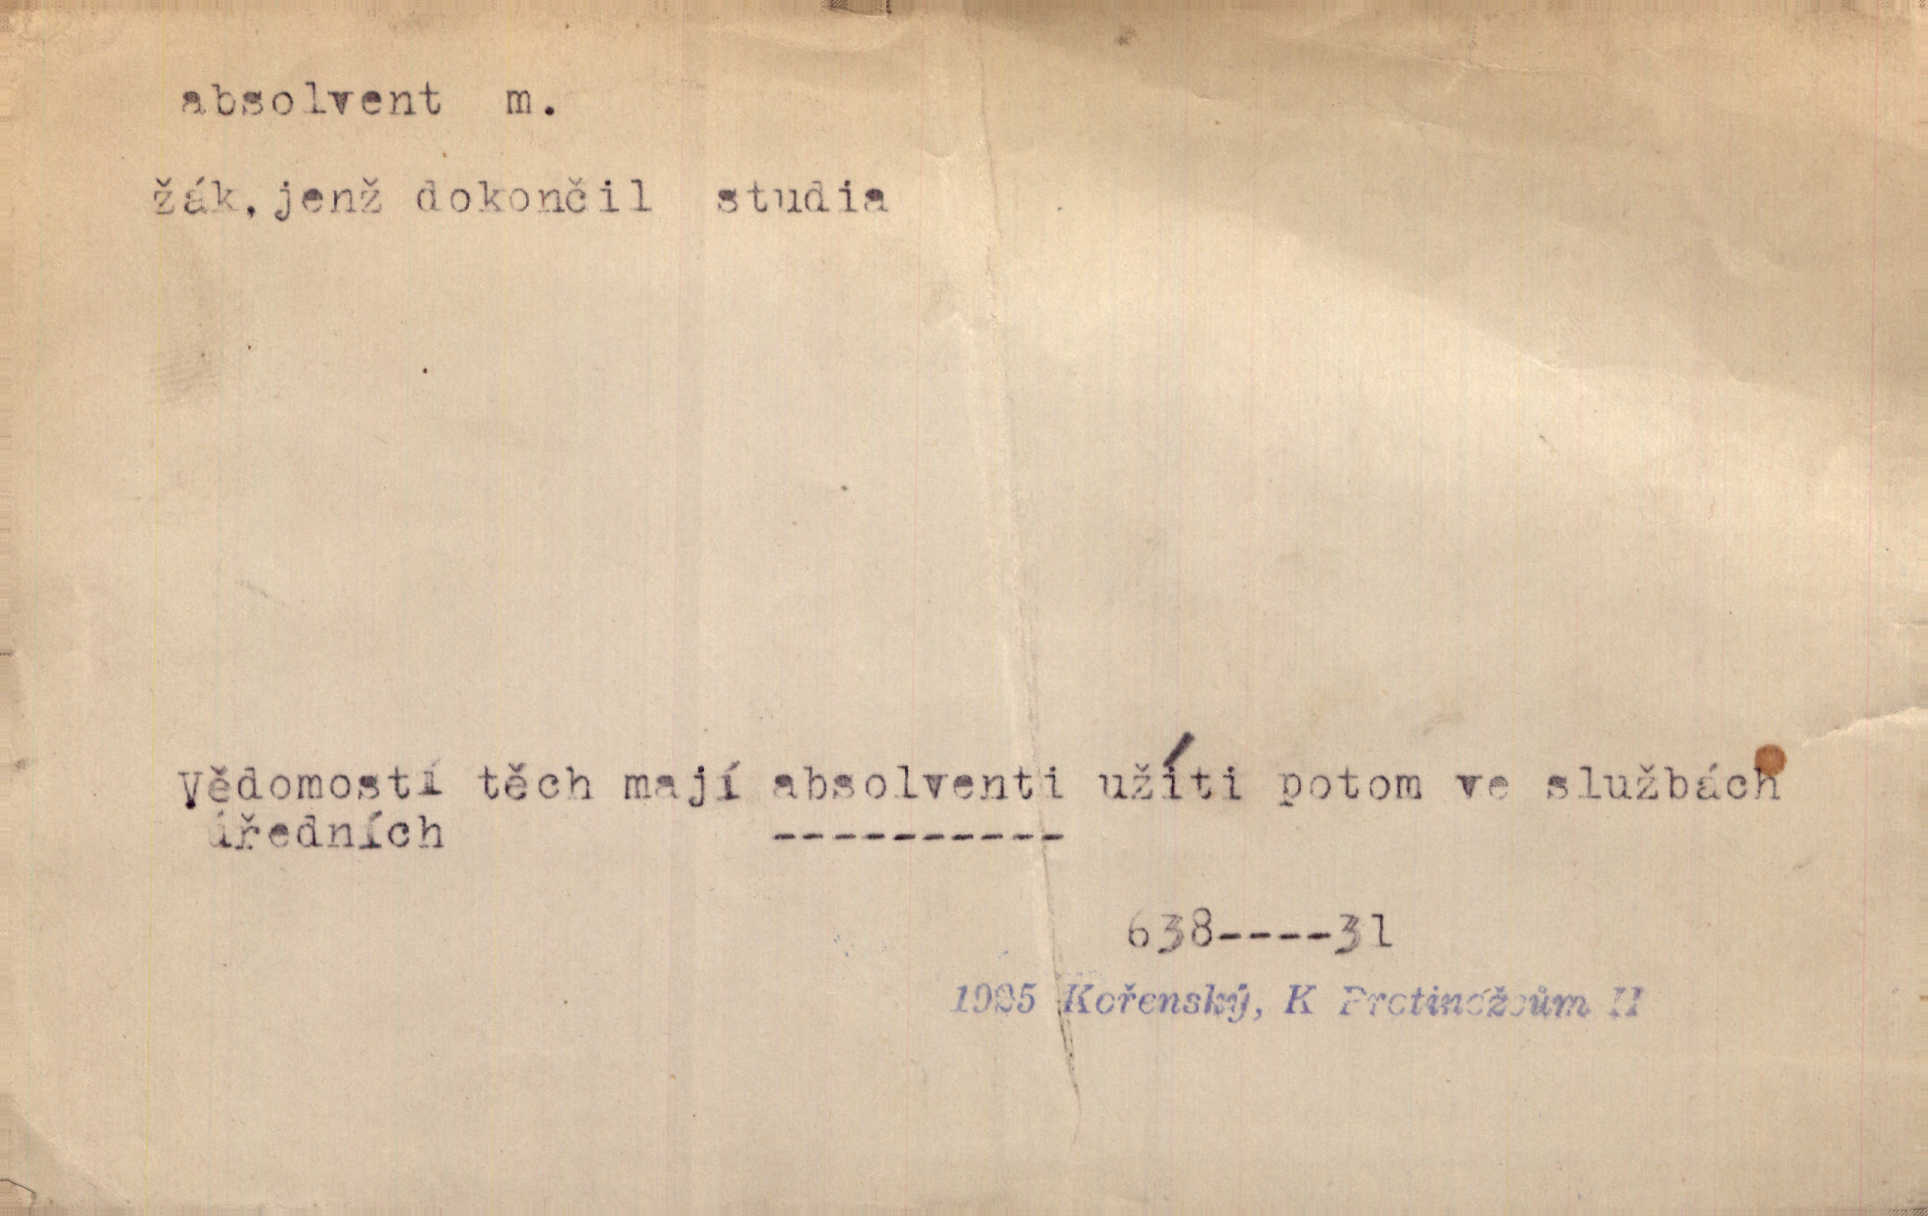 absolvent m.
žák, jenž dokončil studia
Vědomostí těch mají absolventi užíti potom ve službách
úředních ----------
638----31
1925 Kořenský, K Protinožcům II